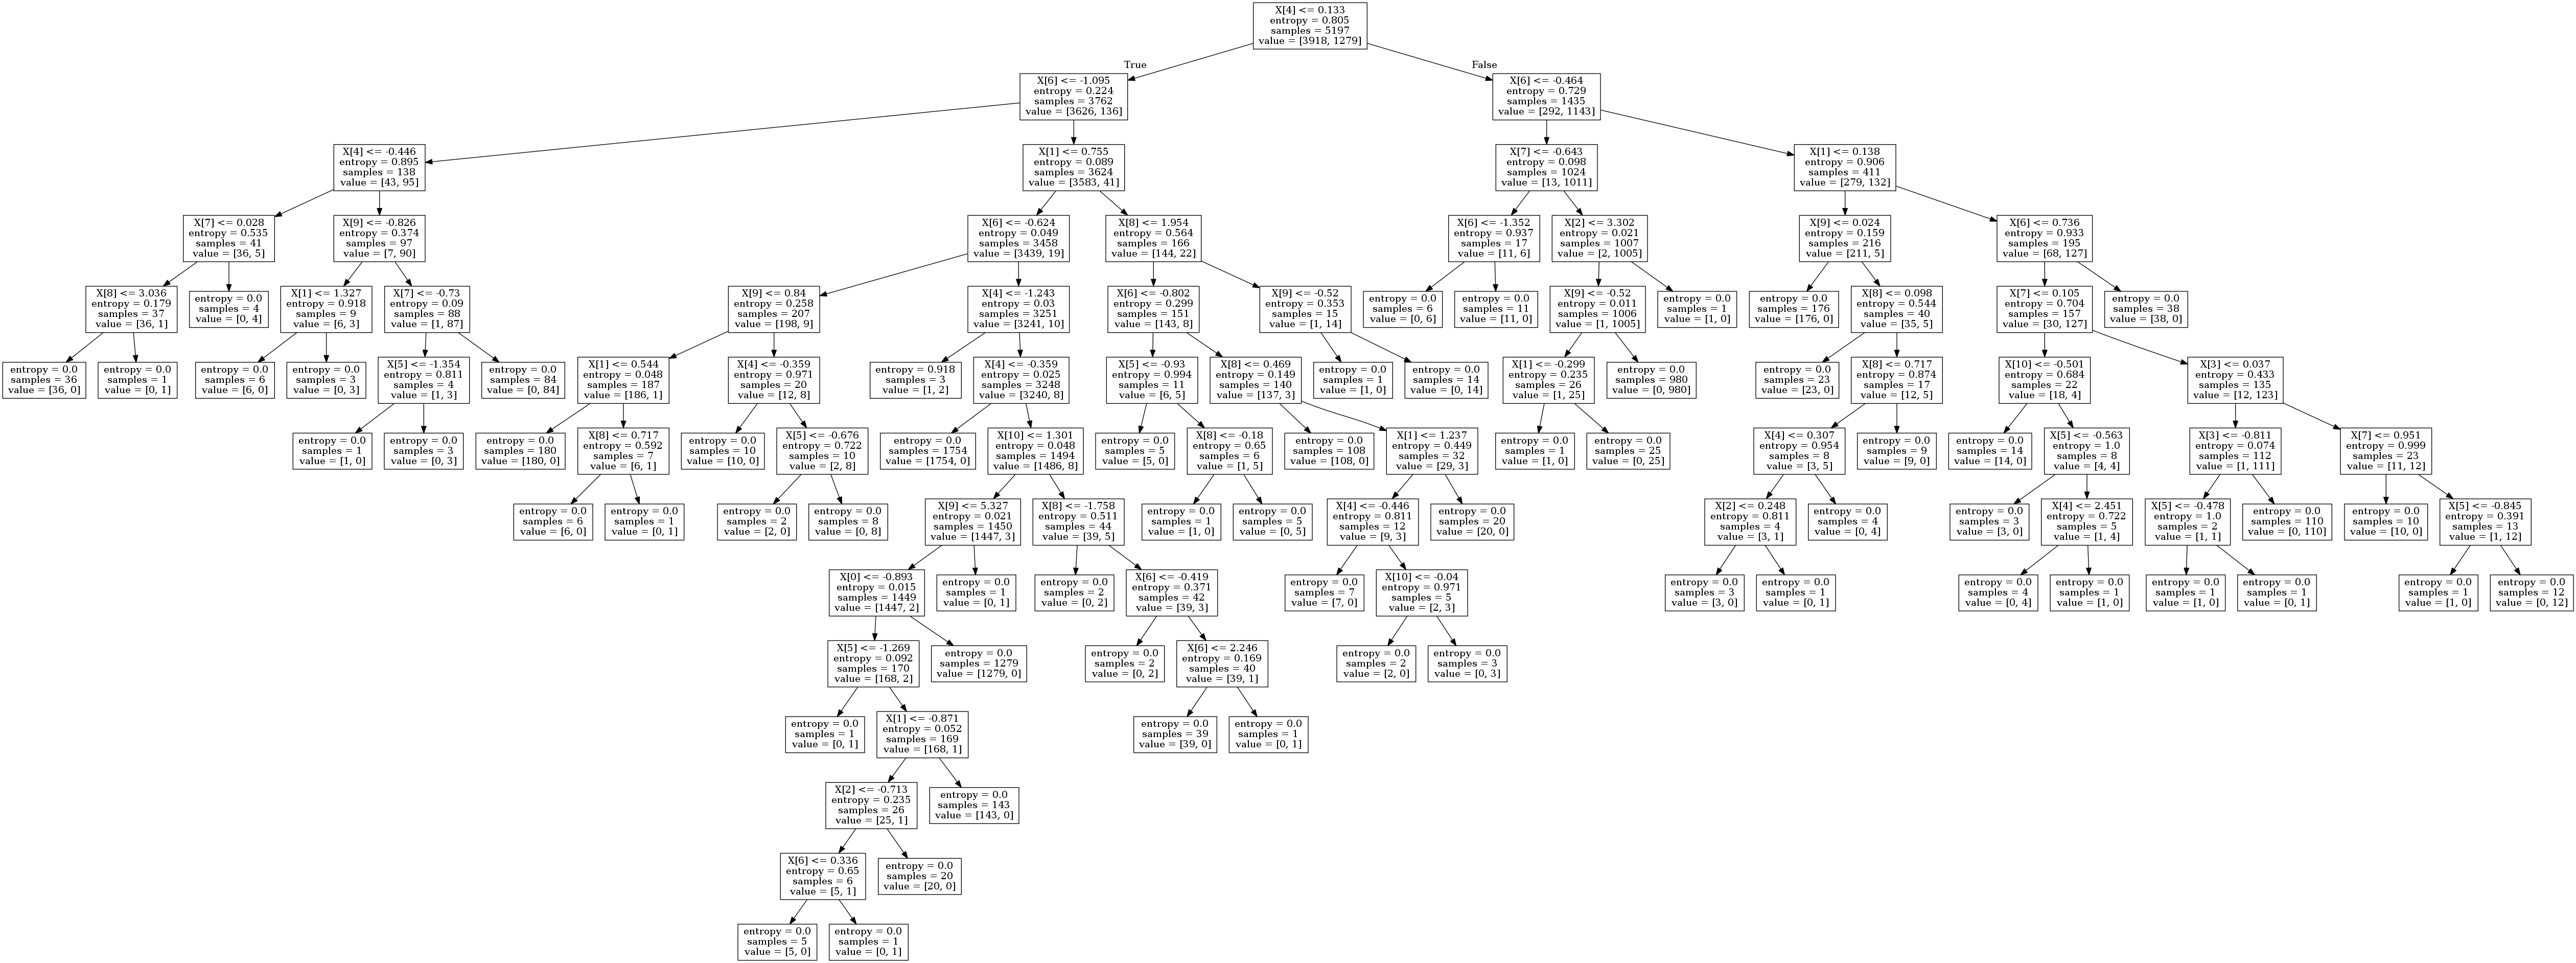 X[4] <= 0.133
entropy = 0.805
samples = 5197
value = [3918, 1279]
True
False
X[6] <= -1.095
entropy = 0.224
samples = 3762
value = [3626, 136]
X[6] <= -0.464
entropy = 0.729
samples = 1435
value = [292, 1143]
X[4] <= -0.446
entropy = 0.895
samples = 138
value = [43, 95]
X[1] <= 0.755
entropy = 0.089
samples = 3624
value = [3583, 41]
X[7] <= -0.643
entropy = 0.098
samples = 1024
value = [13, 1011]
X[1] <= 0.138
entropy = 0.906
samples = 411
value = [279, 132]
X[7] <= 0.028
entropy = 0.535
samples = 41
value = [36, 5]
X[9] <= -0.826
entropy = 0.374
samples = 97
value = [7, 90]
X[6] <= -0.624
entropy = 0.049
samples = 3458
value = [3439, 19]
X[8] <= 1.954
entropy = 0.564
samples = 166
value = [144, 22]
X[6] <= -1.352
entropy = 0.937
samples = 17
value = [11, 6]
X[2] <= 3.302
entropy = 0.021
samples = 1007
value = [2, 1005]
X[9] <= 0.024
entropy = 0.159
samples = 216
value = [211, 5]
X[6] <= 0.736
entropy = 0.933
samples = 195
value = [68, 127]
X[8] <= 3.036
entropy = 0.179
samples = 37
value = [36, 1]
entropy = 0.0
samples = 4
value = [0, 4]
X[1] <= 1.327
entropy = 0.918
samples = 9
value = [6, 3]
X[7] <= -0.73
entropy = 0.09
samples = 88
value = [1, 87]
X[9] <= 0.84
entropy = 0.258
samples = 207
value = [198, 9]
X[4] <= -1.243
entropy = 0.03
samples = 3251
value = [3241, 10]
X[6] <= -0.802
entropy = 0.299
samples = 151
value = [143, 8]
X[9] <= -0.52
entropy = 0.353
samples = 15
value = [1, 14]
entropy = 0.0
samples = 6
value = [0, 6]
entropy = 0.0
samples = 11
value = [11, 0]
X[9] <= -0.52
entropy = 0.011
samples = 1006
value = [1, 1005]
entropy = 0.0
samples = 1
value = [1, 0]
entropy = 0.0
samples = 176
value = [176, 0]
X[8] <= 0.098
entropy = 0.544
samples = 40
value = [35, 5]
X[7] <= 0.105
entropy = 0.704
samples = 157
value = [30, 127]
entropy = 0.0
samples = 38
value = [38, 0]
entropy = 0.0
samples = 36
value = [36, 0]
entropy = 0.0
samples = 1
value = [0, 1]
entropy = 0.0
samples = 6
value = [6, 0]
entropy = 0.0
samples = 3
value = [0, 3]
X[5] <= -1.354
entropy = 0.811
samples = 4
value = [1, 3]
entropy = 0.0
samples = 84
value = [0, 84]
X[1] <= 0.544
entropy = 0.048
samples = 187
value = [186, 1]
X[4] <= -0.359
entropy = 0.971
samples = 20
value = [12, 8]
entropy = 0.918
samples = 3
value = [1, 2]
X[4] <= -0.359
entropy = 0.025
samples = 3248
value = [3240, 8]
X[5] <= -0.93
entropy = 0.994
samples = 11
value = [6, 5]
X[8] <= 0.469
entropy = 0.149
samples = 140
value = [137, 3]
entropy = 0.0
samples = 1
value = [1, 0]
entropy = 0.0
samples = 14
value = [0, 14]
X[1] <= -0.299
entropy = 0.235
samples = 26
value = [1, 25]
entropy = 0.0
samples = 980
value = [0, 980]
entropy = 0.0
samples = 23
value = [23, 0]
X[8] <= 0.717
entropy = 0.874
samples = 17
value = [12, 5]
X[10] <= -0.501
entropy = 0.684
samples = 22
value = [18, 4]
X[3] <= 0.037
entropy = 0.433
samples = 135
value = [12, 123]
entropy = 0.0
samples = 1
value = [1, 0]
entropy = 0.0
samples = 3
value = [0, 3]
entropy = 0.0
samples = 180
value = [180, 0]
X[8] <= 0.717
entropy = 0.592
samples = 7
value = [6, 1]
entropy = 0.0
samples = 10
value = [10, 0]
X[5] <= -0.676
entropy = 0.722
samples = 10
value = [2, 8]
entropy = 0.0
samples = 1754
value = [1754, 0]
X[10] <= 1.301
entropy = 0.048
samples = 1494
value = [1486, 8]
entropy = 0.0
samples = 5
value = [5, 0]
X[8] <= -0.18
entropy = 0.65
samples = 6
value = [1, 5]
entropy = 0.0
samples = 108
value = [108, 0]
X[1] <= 1.237
entropy = 0.449
samples = 32
value = [29, 3]
entropy = 0.0
samples = 1
value = [1, 0]
entropy = 0.0
samples = 25
value = [0, 25]
X[4] <= 0.307
entropy = 0.954
samples = 8
value = [3, 5]
entropy = 0.0
samples = 9
value = [9, 0]
entropy = 0.0
samples = 14
value = [14, 0]
X[5] <= -0.563
entropy = 1.0
samples = 8
value = [4, 4]
X[3] <= -0.811
entropy = 0.074
samples = 112
value = [1, 111]
X[7] <= 0.951
entropy = 0.999
samples = 23
value = [11, 12]
entropy = 0.0
samples = 6
value = [6, 0]
entropy = 0.0
samples = 1
value = [0, 1]
entropy = 0.0
samples = 2
value = [2, 0]
entropy = 0.0
samples = 8
value = [0, 8]
X[9] <= 5.327
entropy = 0.021
samples = 1450
value = [1447, 3]
X[8] <= -1.758
entropy = 0.511
samples = 44
value = [39, 5]
entropy = 0.0
samples = 1
value = [1, 0]
entropy = 0.0
samples = 5
value = [0, 5]
X[4] <= -0.446
entropy = 0.811
samples = 12
value = [9, 3]
entropy = 0.0
samples = 20
value = [20, 0]
X[2] <= 0.248
entropy = 0.811
samples = 4
value = [3, 1]
entropy = 0.0
samples = 4
value = [0, 4]
entropy = 0.0
samples = 3
value = [3, 0]
X[4] <= 2.451
entropy = 0.722
samples = 5
value = [1, 4]
X[5] <= -0.478
entropy = 1.0
samples = 2
value = [1, 1]
entropy = 0.0
samples = 110
value = [0, 110]
entropy = 0.0
samples = 10
value = [10, 0]
X[5] <= -0.845
entropy = 0.391
samples = 13
value = [1, 12]
X[0] <= -0.893
entropy = 0.015
samples = 1449
value = [1447, 2]
entropy = 0.0
samples = 1
value = [0, 1]
entropy = 0.0
samples = 2
value = [0, 2]
X[6] <= -0.419
entropy = 0.371
samples = 42
value = [39, 3]
entropy = 0.0
samples = 7
value = [7, 0]
X[10] <= -0.04
entropy = 0.971
samples = 5
value = [2, 3]
entropy = 0.0
samples = 3
value = [3, 0]
entropy = 0.0
samples = 1
value = [0, 1]
entropy = 0.0
samples = 4
value = [0, 4]
entropy = 0.0
samples = 1
value = [1, 0]
entropy = 0.0
samples = 1
value = [1, 0]
entropy = 0.0
samples = 1
value = [0, 1]
entropy = 0.0
samples = 1
value = [1, 0]
entropy = 0.0
samples = 12
value = [0, 12]
X[5] <= -1.269
entropy = 0.092
samples = 170
value = [168, 2]
entropy = 0.0
samples = 1279
value = [1279, 0]
entropy = 0.0
samples = 2
value = [0, 2]
X[6] <= 2.246
entropy = 0.169
samples = 40
value = [39, 1]
entropy = 0.0
samples = 2
value = [2, 0]
entropy = 0.0
samples = 3
value = [0, 3]
entropy = 0.0
samples = 1
value = [0, 1]
X[1] <= -0.871
entropy = 0.052
samples = 169
value = [168, 1]
entropy = 0.0
samples = 39
value = [39, 0]
entropy = 0.0
samples = 1
value = [0, 1]
X[2] <= -0.713
entropy = 0.235
samples = 26
value = [25, 1]
entropy = 0.0
samples = 143
value = [143, 0]
X[6] <= 0.336
entropy = 0.65
samples = 6
value = [5, 1]
entropy = 0.0
samples = 20
value = [20, 0]
entropy = 0.0
samples = 5
value = [5, 0]
entropy = 0.0
samples = 1
value = [0, 1]